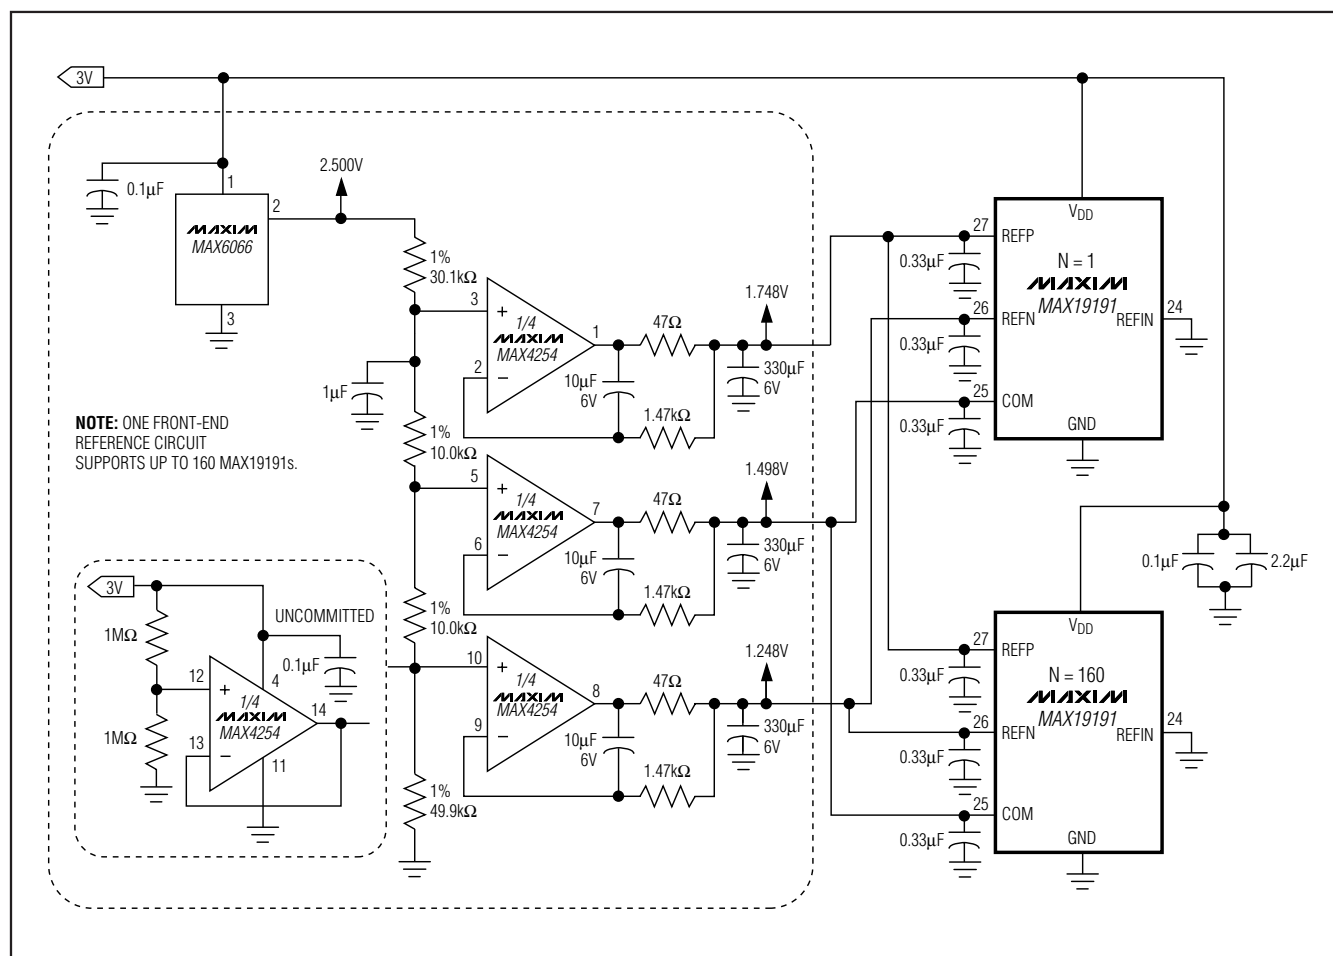 3V
2.500V
0.1µF
1
2
MAXIM
MAX6066
3
1%
30.1kΩ
3
+
1/4
MAXIM
MAX4254
1
2
−
47Ω
10µF
6V
1.47kΩ
1.748V
330µF
6V
1µF
NOTE: ONE FRONT-END
REFERENCE CIRCUIT
SUPPORTS UP TO 160 MAX19191s.
1%
10.0kΩ
5
+
1/4
MAXIM
MAX4254
7
6
−
47Ω
10µF
6V
1.47kΩ
1.498V
330µF
6V
1%
10.0kΩ
10
+
1/4
MAXIM
MAX4254
8
9
−
47Ω
10µF
6V
1.47kΩ
1.248V
330µF
6V
1%
49.9kΩ
3V
UNCOMMITTED
1MΩ
0.1µF
12
+
4
1/4
MAXIM
MAX4254
14
13
−
11
1MΩ
VDD
27
REFP
0.33µF
N = 1
MAXIM
MAX19191
26
REFN
REFIN
24
0.33µF
25
COM
0.33µF
GND
0.1µF
2.2µF
VDD
27
REFP
0.33µF
N = 160
MAXIM
MAX19191
26
REFN
REFIN
24
0.33µF
25
COM
0.33µF
GND